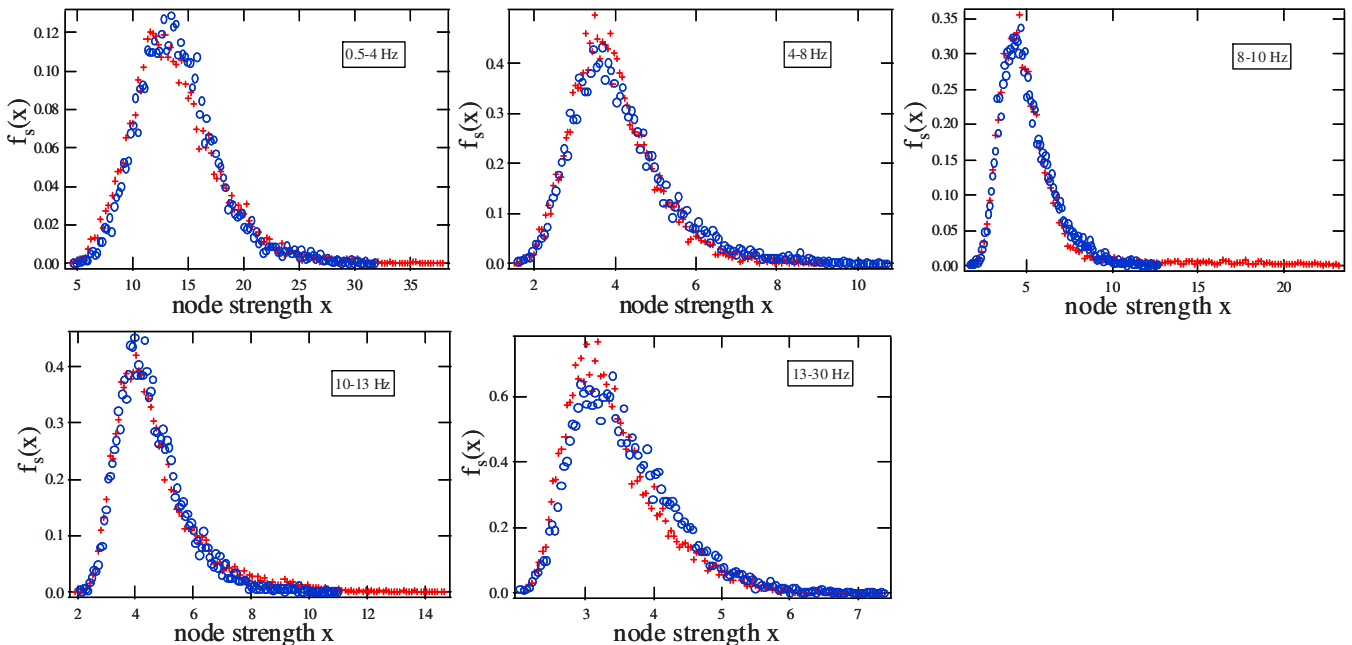 0.12
0.10
0.08
0.06
0.04
0.02
0.00
f_s(x)
0.5-4 Hz
5 10 15 20 25 30 35
node strength x
0.4
0.3
0.2
0.1
0.0
f_s(x)
4-8 Hz
2 4 6 8 10
node strength x
0.35
0.30
0.25
0.20
0.15
0.10
0.05
0.00
f_s(x)
8-10 Hz
5 10 15 20
node strength x
0.4
0.3
0.2
0.1
0.0
f_s(x)
10-13 Hz
2 4 6 8 10 12 14
node strength x
0.6
0.4
0.2
0.0
f_s(x)
13-30 Hz
3 4 5 6 7
node strength x